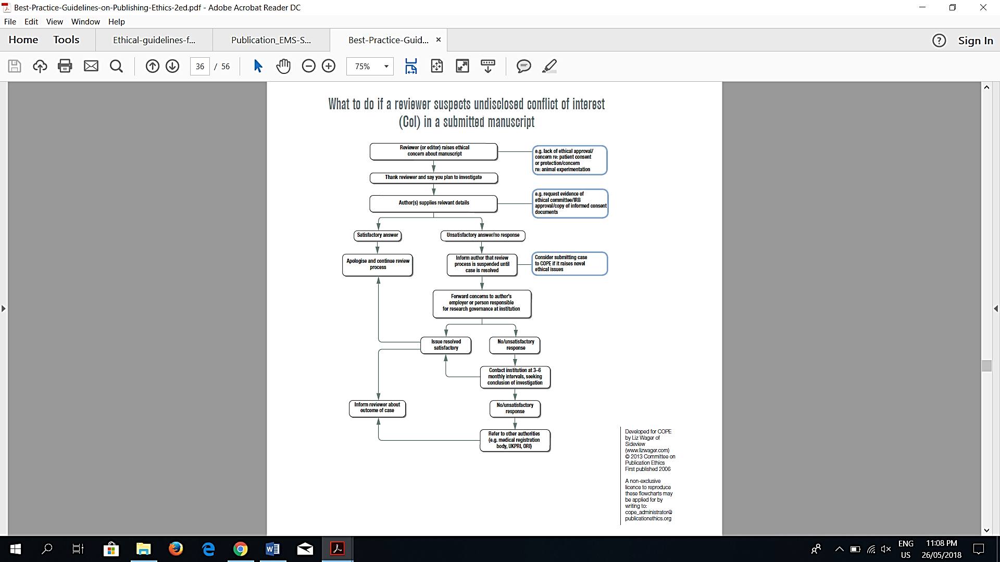 Best-Practice-Guidelines-on-Publishing-Ethics-2ed.pdf - Adobe Acrobat Reader DC
File Edit View Window Help
Home Tools Ethical-guidelines-f... Publication_EMS-S... Best-Practice-Guid... × ? Sign In
36 / 56 75%
What to do if a reviewer suspects undisclosed conflict of interest
(CoI) in a submitted manuscript
Reviewer (or editor) raises ethical
concern about manuscript
e.g. lack of ethical approval/
concern re: patient consent
or protection/concern
re: animal experimentation
Thank reviewer and say you plan to investigate
Author(s) supplies relevant details
e.g. request evidence of
ethical committee/IRB
approval/copy of informed consent
documents
Satisfactory answer
Unsatisfactory answer/no response
Apologise and continue review
process
Inform author that review
process is suspended until
case is resolved
Consider submitting case
to COPE if it raises novel
ethical issues
Forward concerns to author's
employer or person responsible
for research governance at institution
Issue resolved
satisfactory
No/unsatisfactory
response
Contact institution at 3–6
monthly intervals, seeking
conclusion of investigation
Inform reviewer about
outcome of case
No/unsatisfactory
response
Refer to other authorities
(e.g. medical registration
body, UKPRI, ORI)
Developed for COPE
by Liz Wager of
Sideview
(www.lizwager.com)
© 2013 Committee on
Publication Ethics
First published 2006
A non-exclusive
licence to reproduce
these flowcharts may
be applied for by
writing to:
cope_administrator@
publicationethics.org
ENG
US
11:08 PM
26/05/2018